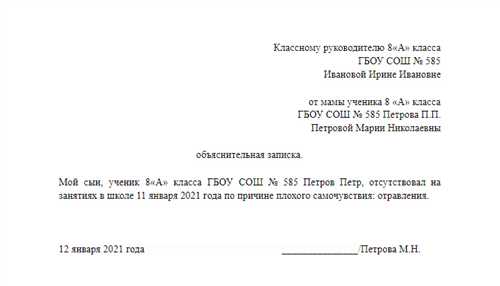 Классному руководителю 8«А» класса
ГБОУ СОШ № 585
Ивановой Ирине Ивановне
от мамы ученика 8 «А» класса
ГБОУ СОШ № 585 Петрова П.П.
Петровой Марии Николаевны
объяснительная записка.
Мой сын, ученик 8«А» класса ГБОУ СОШ № 585 Петров Петр, отсутствовал на
занятиях в школе 11 января 2021 года по причине плохого самочувствия: отравления.
12 января 2021 года ________________/Петрова М.Н.